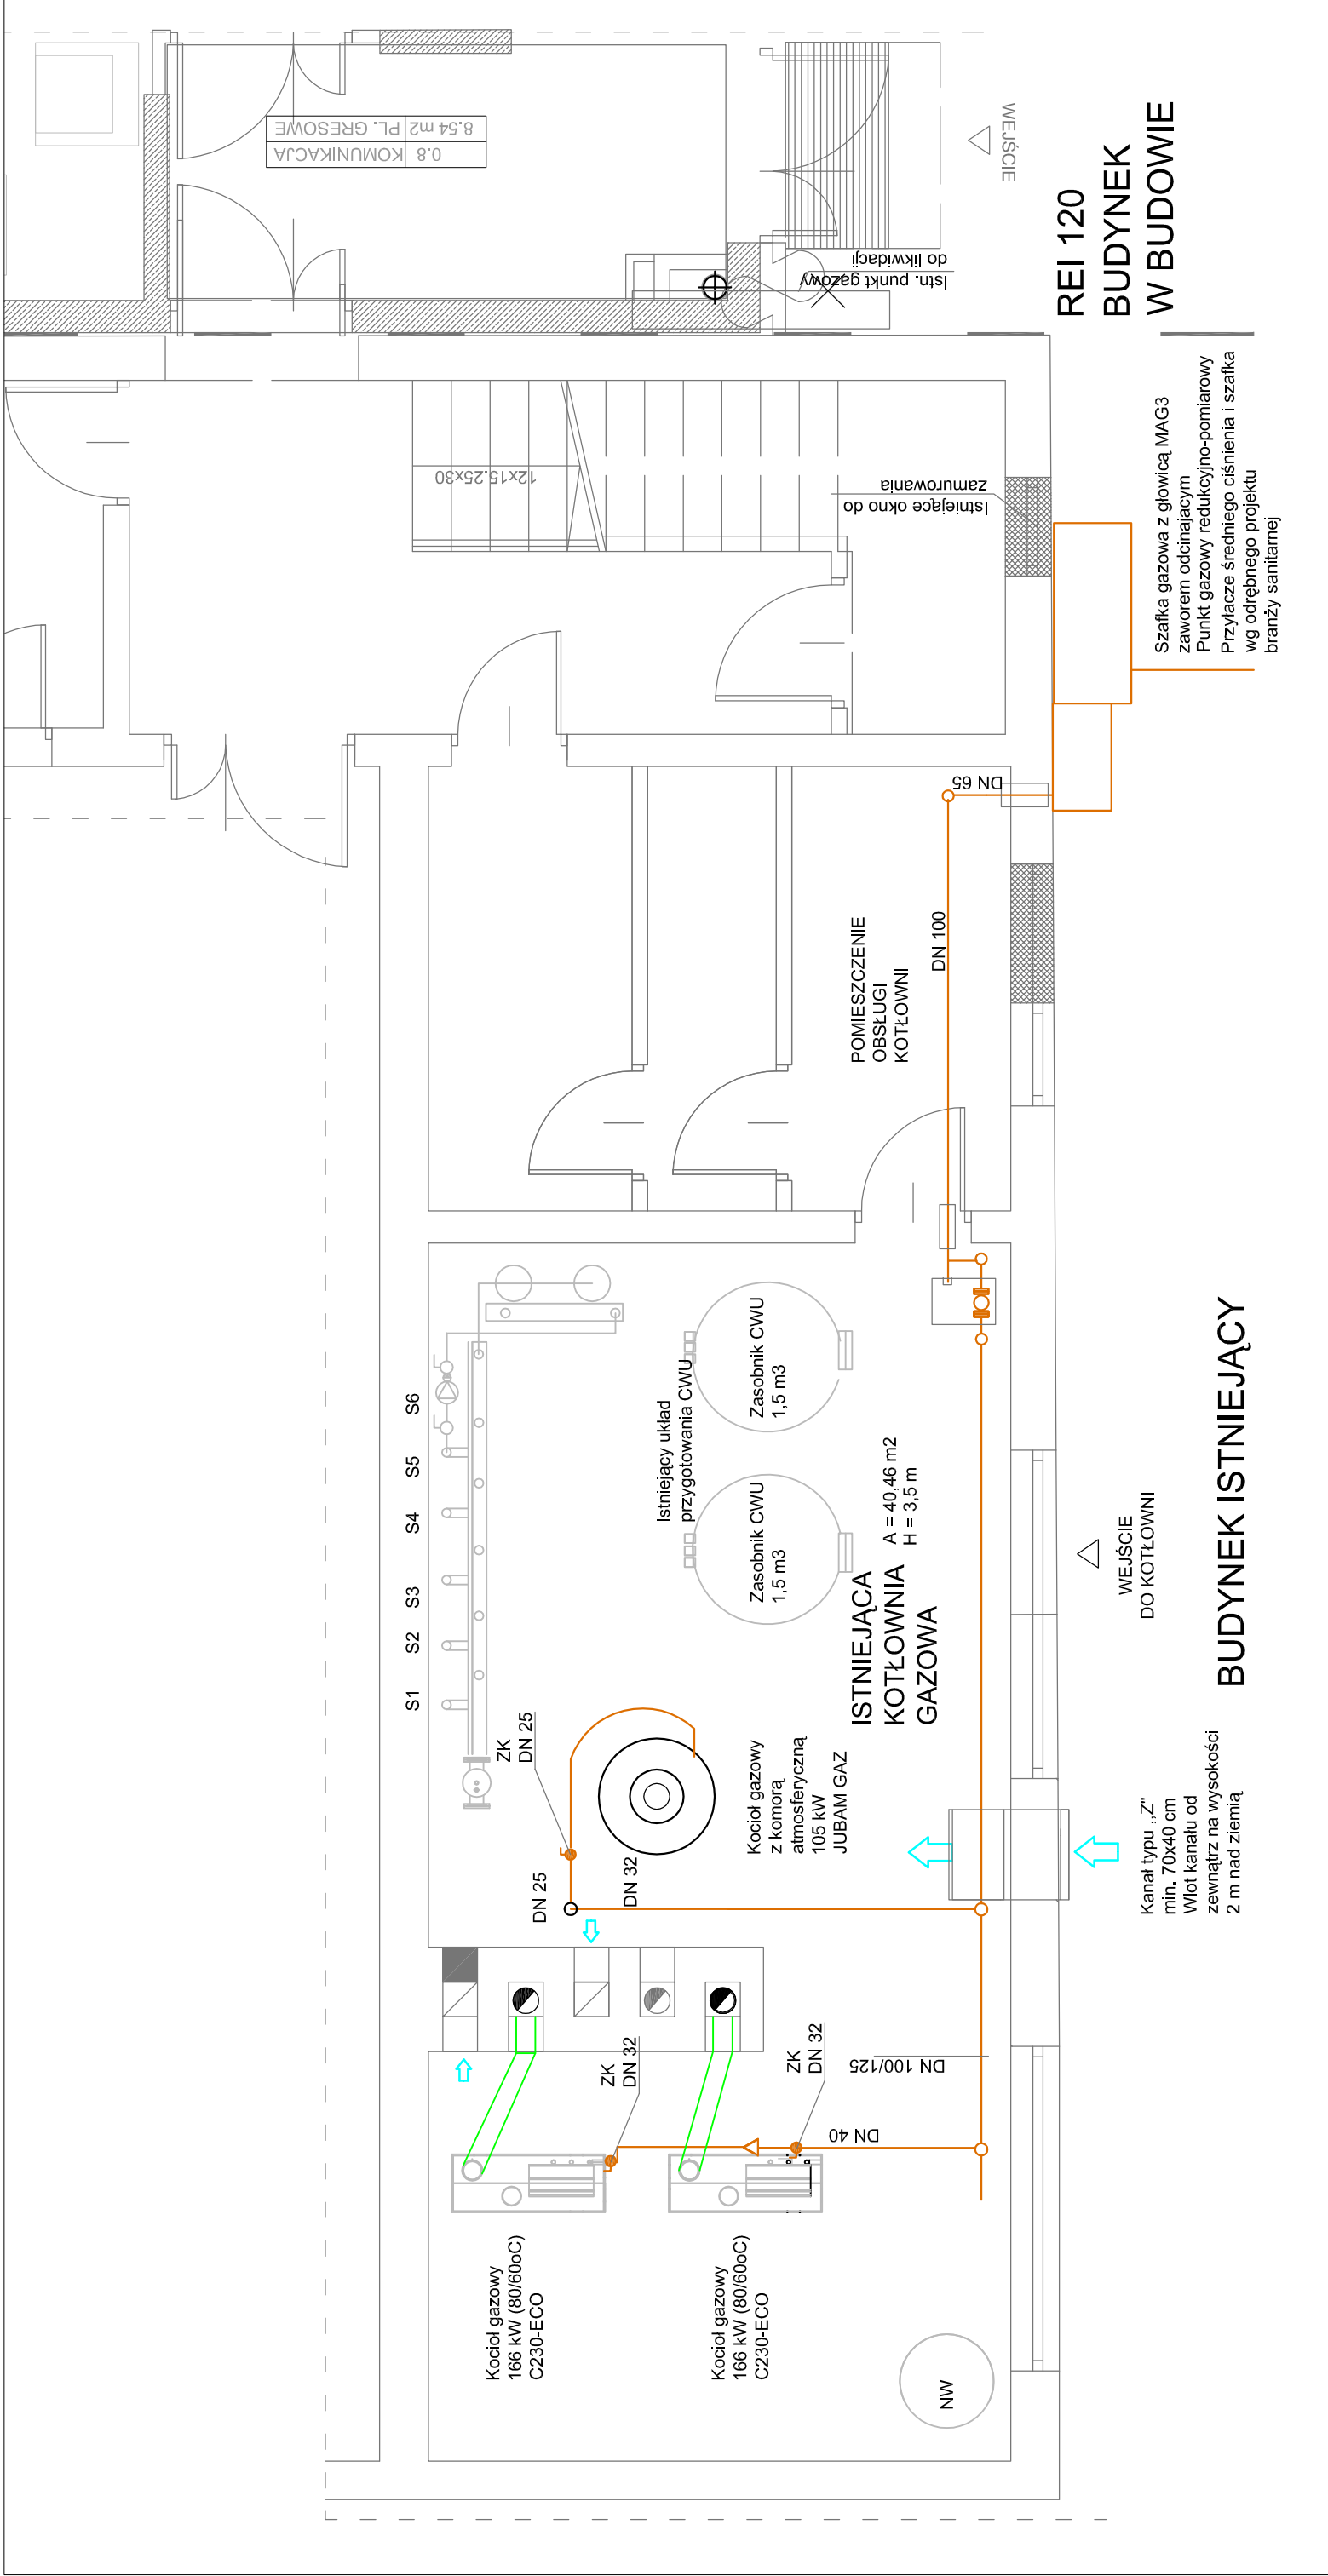 0.8 KOMUNIKACJA
8.54 m2 PL. GRESOWE
WEJŚCIE
Istn. punkt gazowy
do likwidacji
REI 120
BUDYNEK
W BUDOWIE
12x15.25x30
Istniejące okno do
zamurowania
Szafka gazowa z głowicą MAG3
zaworem odcinajacym
Punkt gazowy redukcyjno-pomiarowy
Przyłacze średniego ciśnienia i szafka
wg odrębnego projektu
branży sanitarnej
DN 65
DN 100
POMIESZCZENIE
OBSŁUGI
KOTŁOWNI
S1
S2
S3
S4
S5
S6
Istniejący układ
przygotowania CWU
Zasobnik CWU
1,5 m3
Zasobnik CWU
1,5 m3
ISTNIEJĄCA
KOTŁOWNIA
GAZOWA
A = 40,46 m2
H = 3,5 m
WEJŚCIE
DO KOTŁOWNI
BUDYNEK ISTNIEJĄCY
ZK
DN 25
DN 25
DN 32
Kocioł gazowy
z komorą
atmosferyczną
105 kW
JUBAM GAZ
Kanał typu ,,Z"
min. 70x40 cm
Wlot kanału od
zewnątrz na wysokości
2 m nad ziemią
ZK
DN 32
ZK
DN 32
DN 100/125
DN 40
Kocioł gazowy
166 kW (80/60oC)
C230-ECO
Kocioł gazowy
166 kW (80/60oC)
C230-ECO
NW